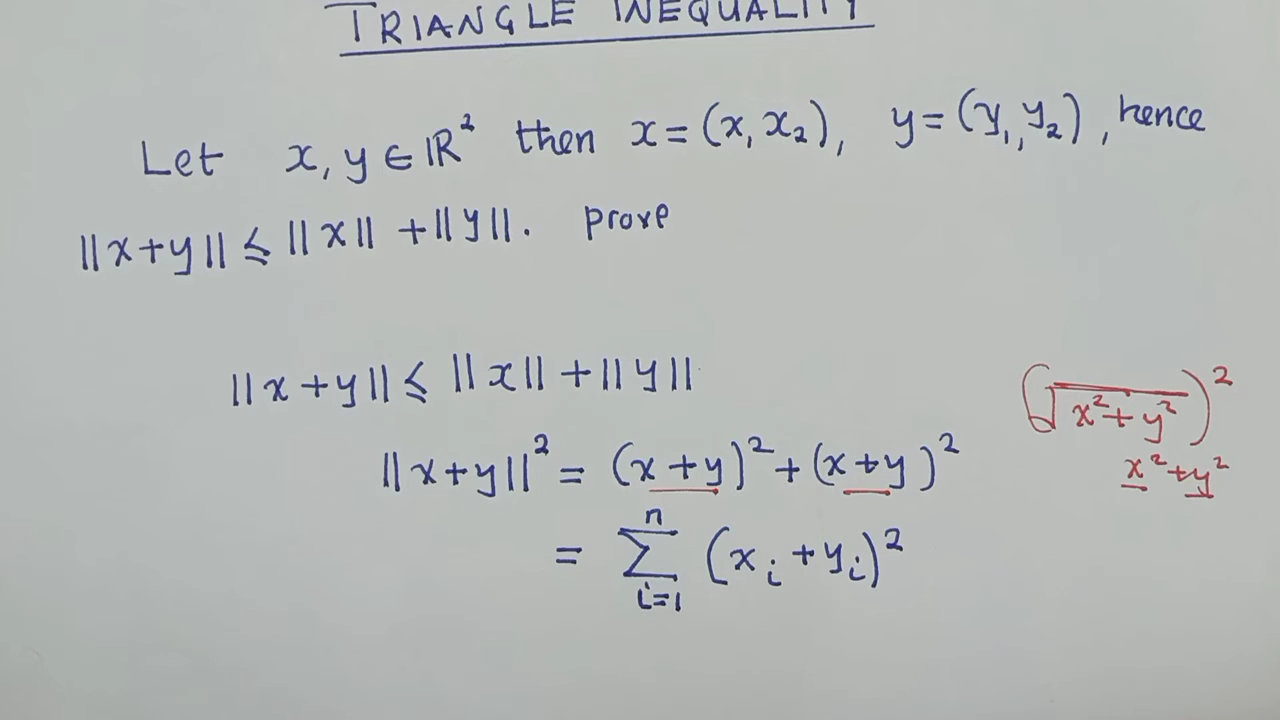 TRIANGLE INEQUALITY
Let x, y ∈ ℝ² then x = (x, x₂), y = (y₁, y₂), hence
||x+y|| ≤ ||x|| + ||y||. prove
||x+y|| ≤ ||x|| + ||y||
(√(x²+y²))²
||x+y||² = (x+y)² + (x+y)²
x²+y²
= ∑ⁿᵢ₌₁ (xᵢ+yᵢ)²